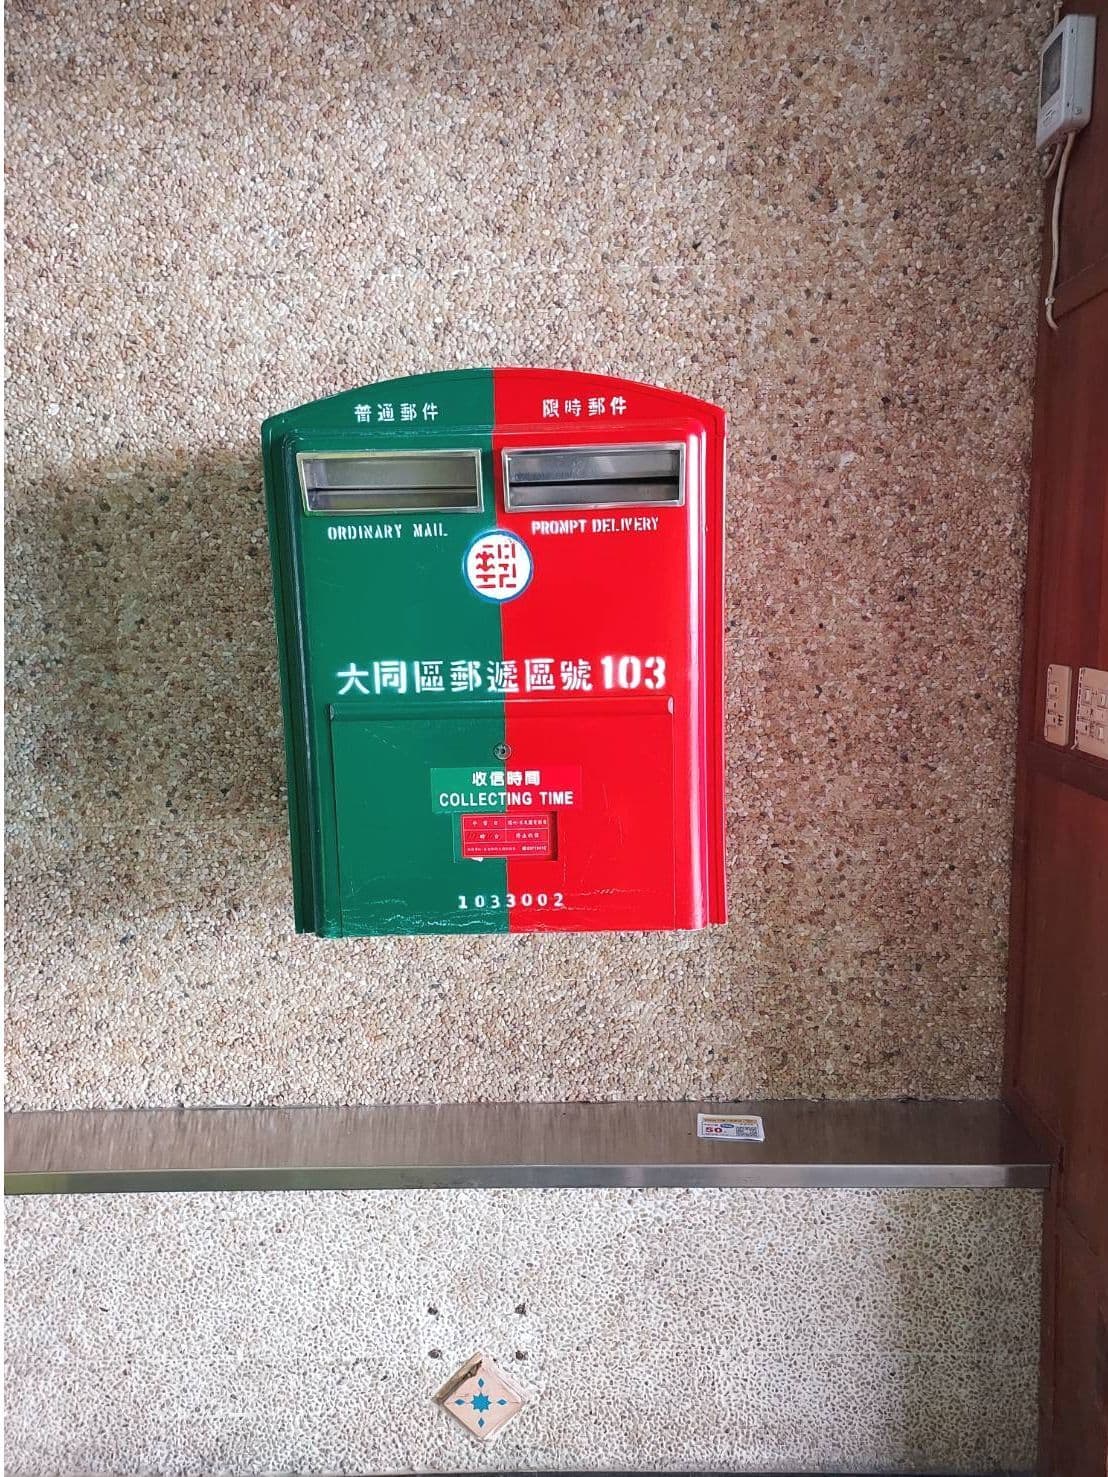 普通郵件 限時郵件
ORDINARY MAIL PROMPT DELIVERY
大同區郵遞區號103
收信時間
COLLECTING TIME
1033002
50